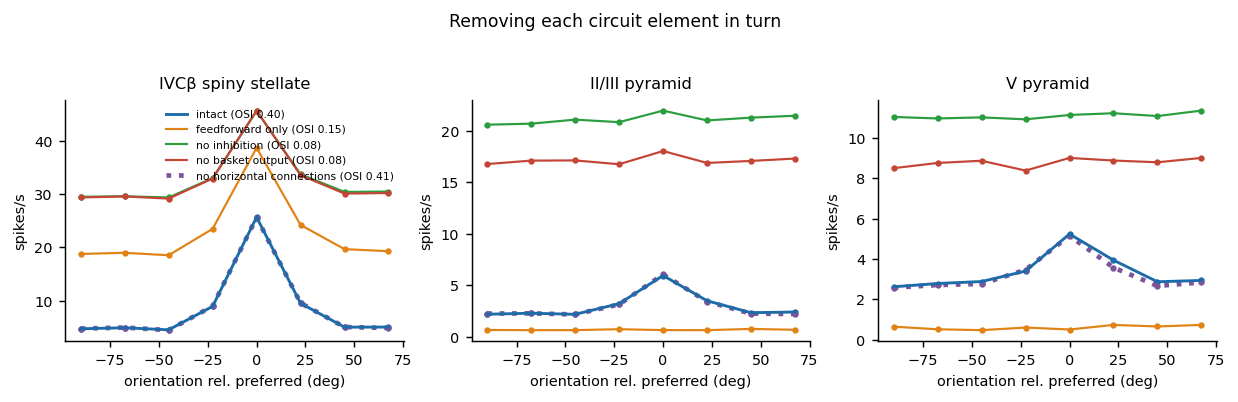 Removing each circuit element in turn
IVCβ spiny stellate
intact (OSI 0.40)
feedforward only (OSI 0.15)
no inhibition (OSI 0.08)
no basket output (OSI 0.08)
no horizontal connections (OSI 0.41)
40
30
20
10
spikes/s
−75 −50 −25 0 25 50 75
orientation rel. preferred (deg)
II/III pyramid
20
15
10
5
0
spikes/s
−75 −50 −25 0 25 50 75
orientation rel. preferred (deg)
V pyramid
10
8
6
4
2
0
spikes/s
−75 −50 −25 0 25 50 75
orientation rel. preferred (deg)